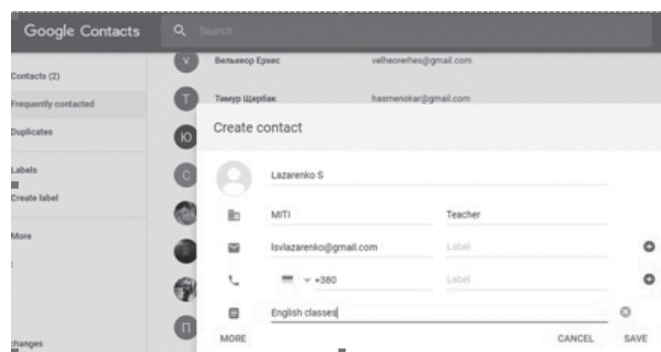 Google Contacts
Search
Contacts (2)
Frequently contacted
Duplicates
Labels
Create label
More
changes
V
Вельхеор Ерхес velheorerhes@gmail.com
T
Тимур Щербак hasmenokar@gmail.com
Ю
C
П
Create contact
Lazarenko S
MITI Teacher
lsvlazarenko@gmail.com Label
+380 Label
English classes
MORE CANCEL SAVE